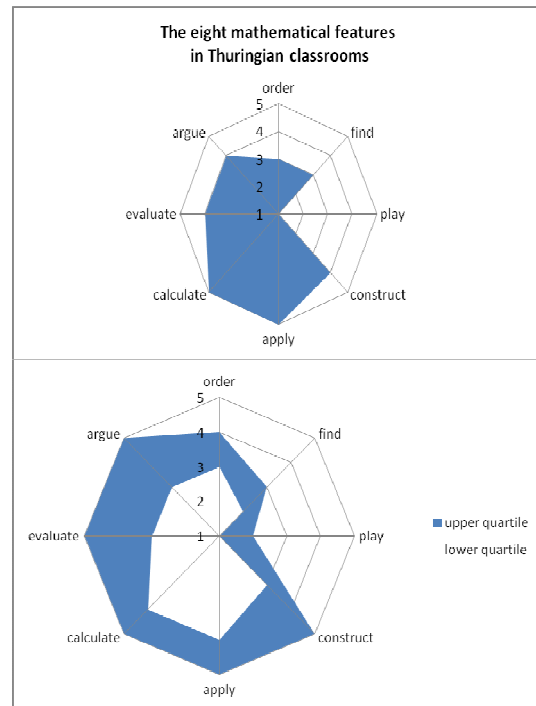 The eight mathematical features
in Thuringian classrooms
order
5
argue
4
find
3
2
evaluate
1
play
calculate
construct
apply
order
5
argue
find
4
3
2
evaluate
1
play
upper quartile
lower quartile
calculate
construct
apply